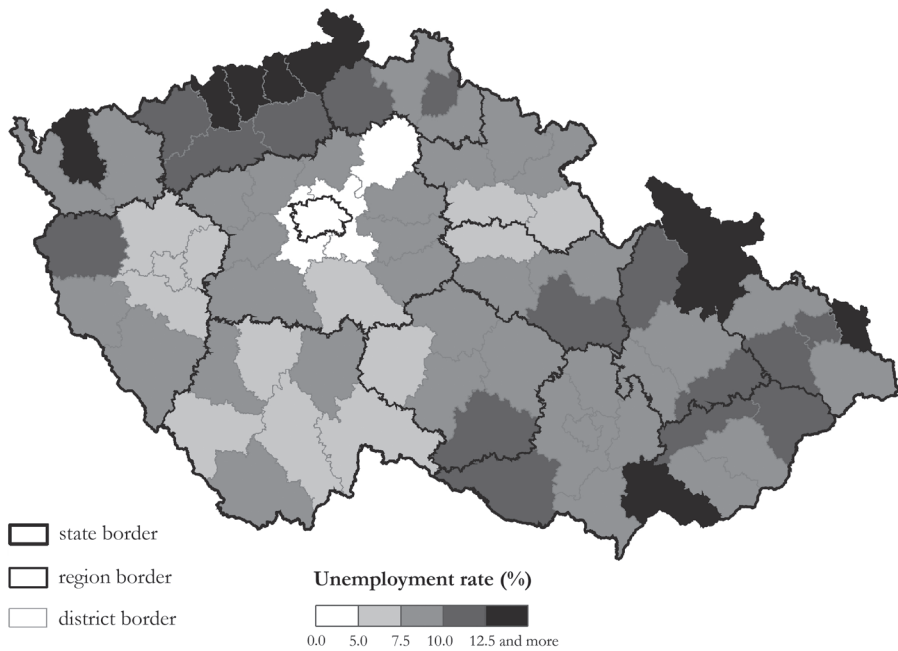 state border
region border
district border
Unemployment rate (%)
0.0 5.0 7.5 10.0 12.5 and more